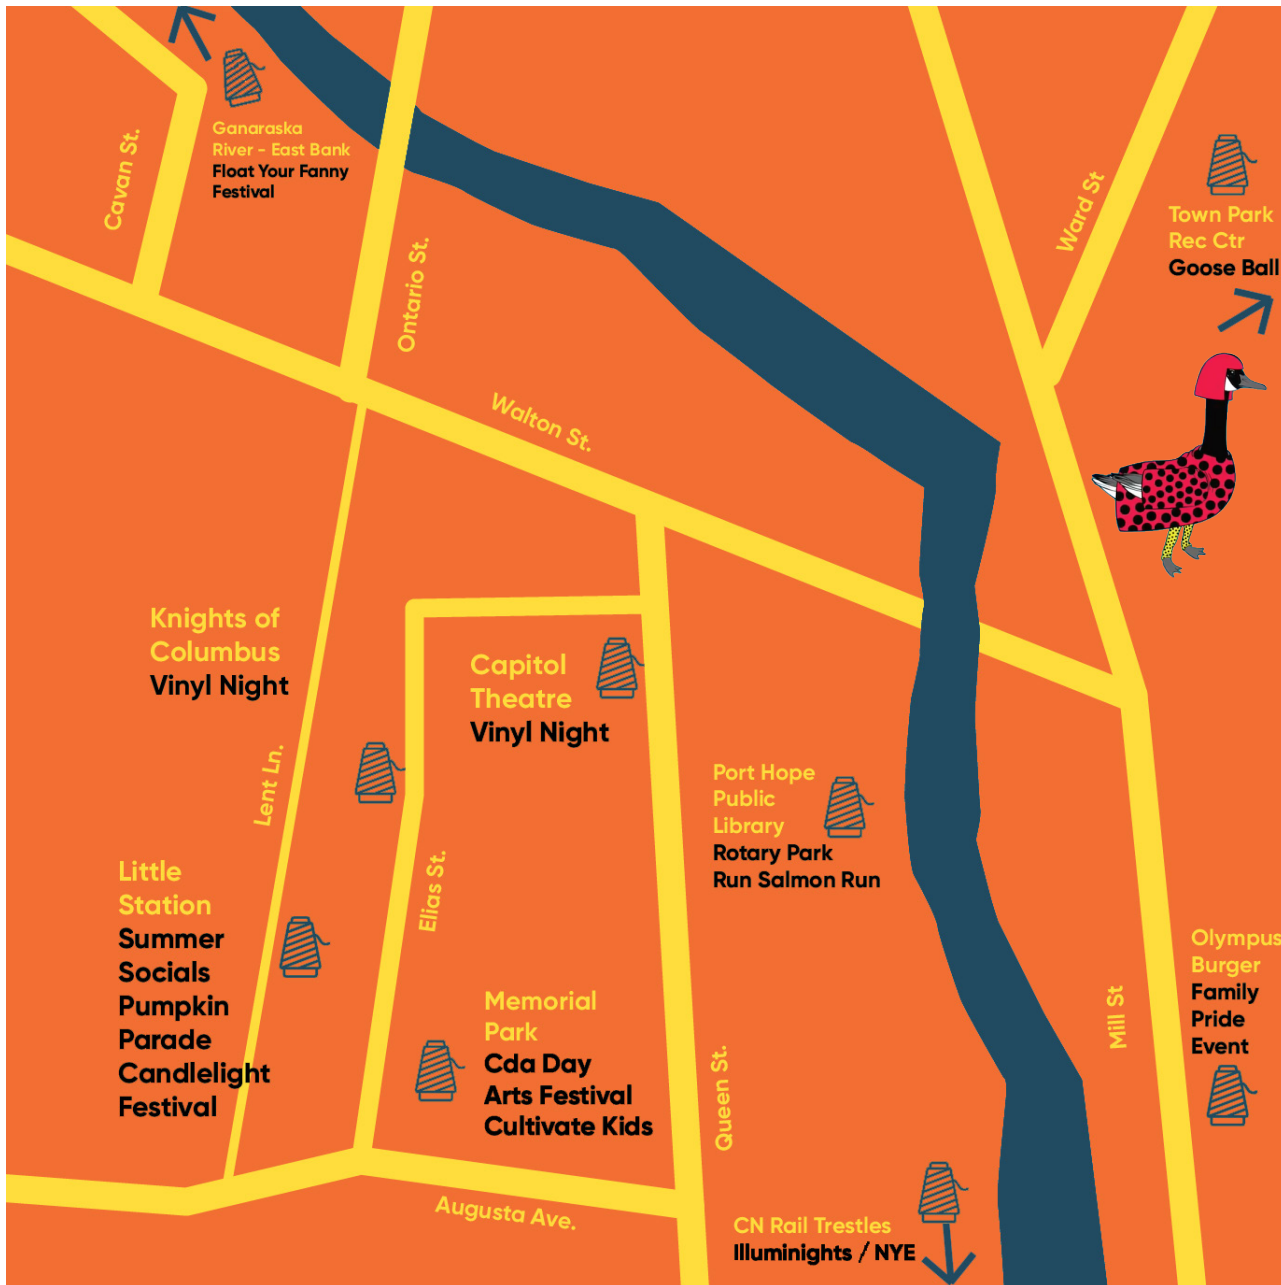 Ganaraska
River - East Bank
Float Your Fanny
Festival
Cavan St.
Ontario St.
Walton St.
Ward St
Town Park
Rec Ctr
Goose Ball
Knights of
Columbus
Vinyl Night
Capitol
Theatre
Vinyl Night
Lent Ln.
Port Hope
Public
Library
Rotary Park
Run Salmon Run
Little
Station
Summer
Socials
Pumpkin
Parade
Candlelight
Festival
Elias St.
Memorial
Park
Cda Day
Arts Festival
Cultivate Kids
Queen St.
Mill St
Olympus
Burger
Family
Pride
Event
Augusta Ave.
CN Rail Trestles
Illuminights / NYE